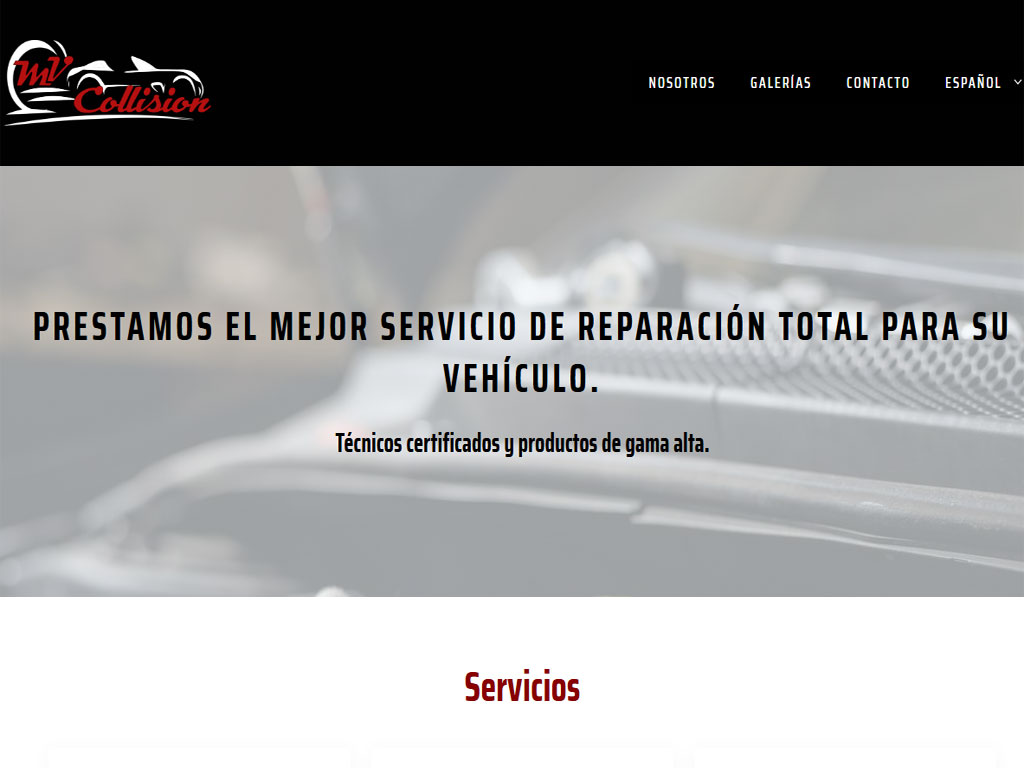 MV
Collision
NOSOTROS
GALERÍAS
CONTACTO
ESPAÑOL
PRESTAMOS EL MEJOR SERVICIO DE REPARACIÓN TOTAL PARA SU
VEHÍCULO.
Técnicos certificados y productos de gama alta.
Servicios